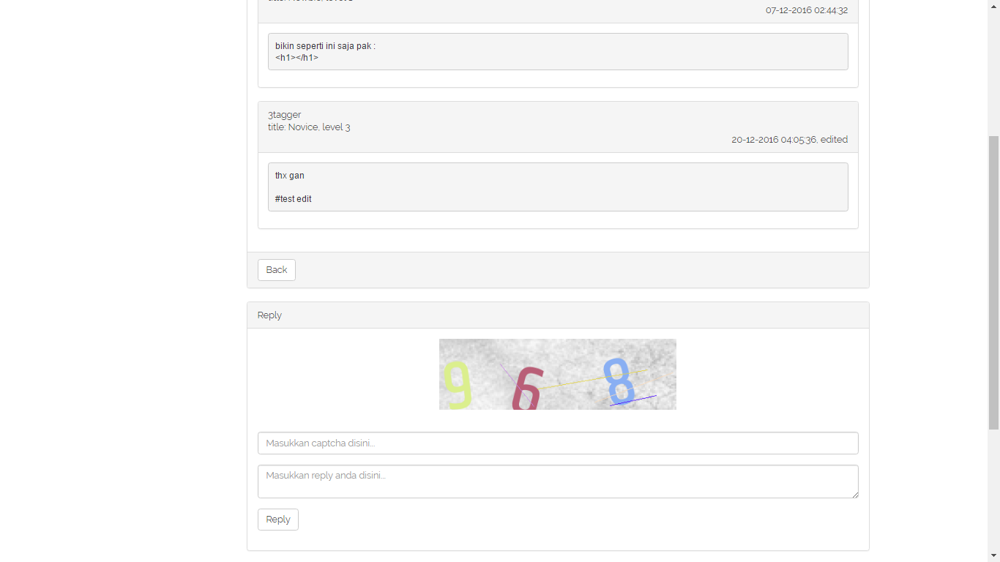 07-12-2016 02:44:32
bikin seperti ini saja pak :
<h1></h1>
3tagger
title: Novice, level 3
20-12-2016 04:05:36, edited
thx gan
#test edit
Back
Reply
9 6 8
Masukkan captcha disini...
Masukkan reply anda disini...
Reply